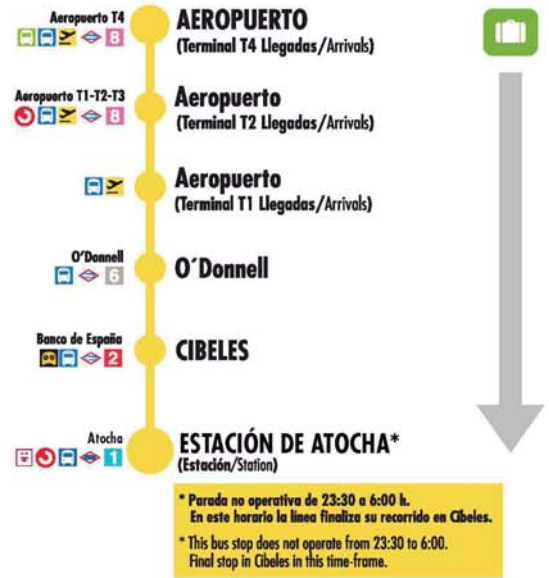 Aeropuerto T4
8
AEROPUERTO
(Terminal T4 Llegadas/Arrivals)
Aeropuerto T1-T2-T3
8
Aeropuerto
(Terminal T2 Llegadas/Arrivals)
Aeropuerto
(Terminal T1 Llegadas/Arrivals)
O'Donnell
6
O´Donnell
Banco de España
2
CIBELES
Atocha
1
ESTACIÓN DE ATOCHA*
(Estación/Station)
* Parada no operativa de 23:30 a 6:00 h.
En este horario la línea finaliza su recorrido en Cibeles.
* This bus stop does not operate from 23:30 to 6:00.
Final stop in Cibeles in this time-frame.